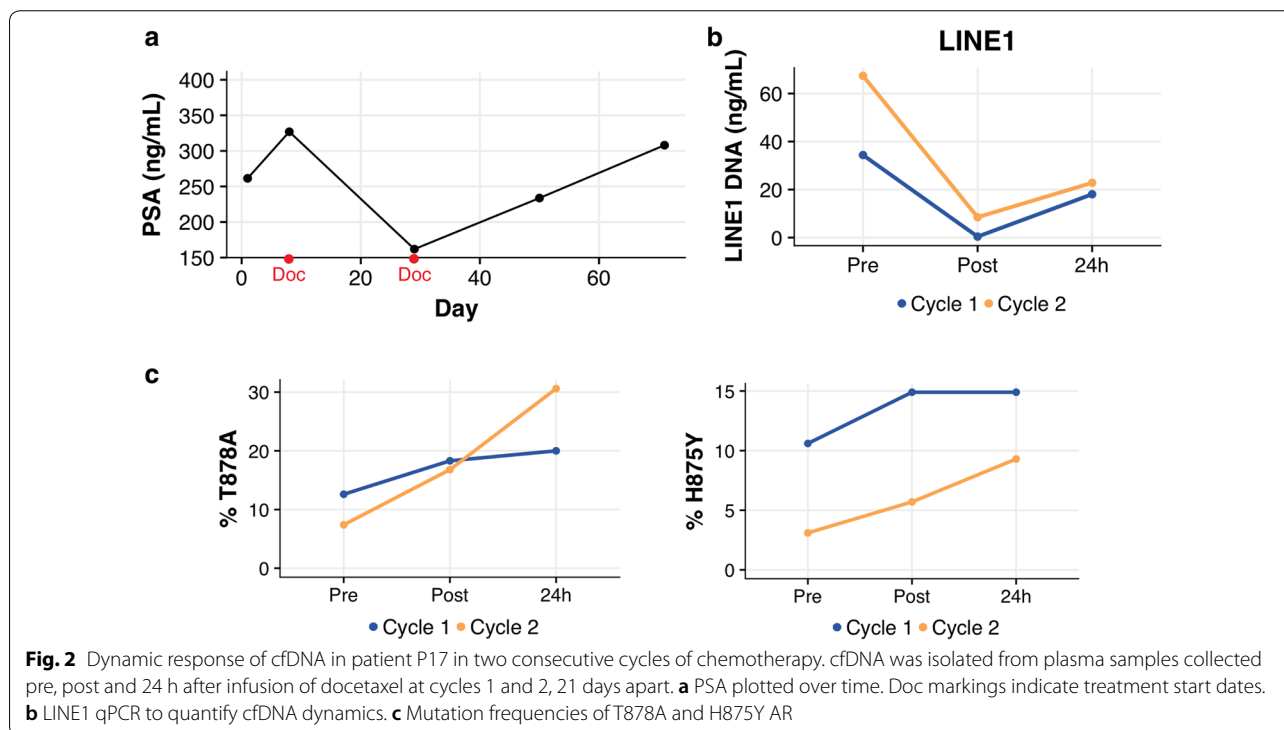 a
PSA (ng/mL)
400
350
300
250
200
150
0
20
40
60
Doc
Doc
Day
b
LINE1
LINE1 DNA (ng/mL)
60
40
20
0
Pre
Post
24h
Cycle 1
Cycle 2
c
% T878A
30
20
10
0
Pre
Post
24h
Cycle 1
Cycle 2
% H875Y
15
10
5
0
Pre
Post
24h
Cycle 1
Cycle 2
Fig. 2 Dynamic response of cfDNA in patient P17 in two consecutive cycles of chemotherapy. cfDNA was isolated from plasma samples collected
pre, post and 24 h after infusion of docetaxel at cycles 1 and 2, 21 days apart. a PSA plotted over time. Doc markings indicate treatment start dates.
b LINE1 qPCR to quantify cfDNA dynamics. c Mutation frequencies of T878A and H875Y AR